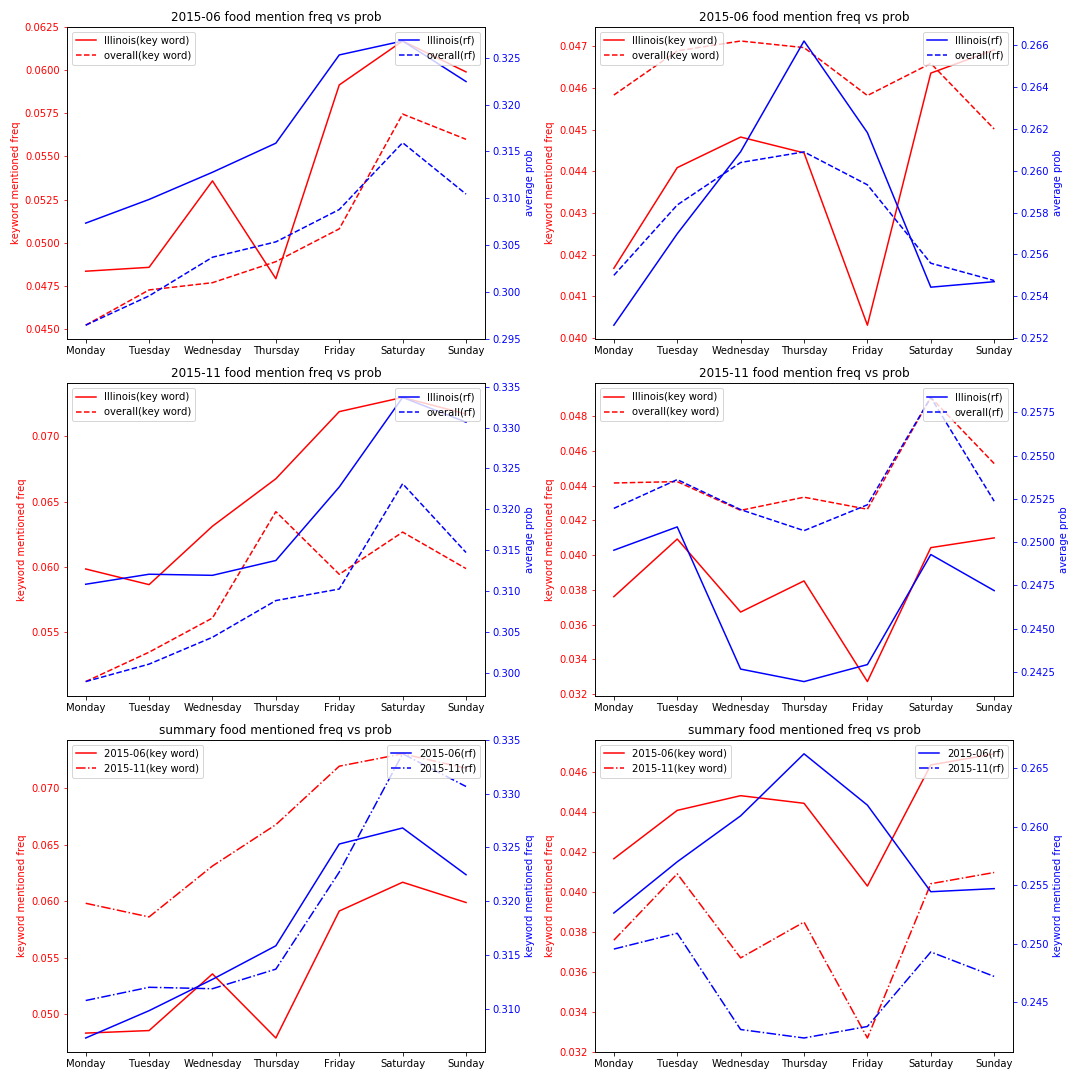 2015-06 food mention freq vs prob
Illinois(key word)
overall(key word)
Illinois(rf)
overall(rf)
keyword mentioned freq
0.0625
0.0600
0.0575
0.0550
0.0525
0.0500
0.0475
0.0450
0.325
0.320
0.315
0.310
0.305
0.300
0.295
average prob
Monday Tuesday Wednesday Thursday Friday Saturday Sunday
2015-06 food mention freq vs prob
Illinois(key word)
overall(key word)
Illinois(rf)
overall(rf)
keyword mentioned freq
0.047
0.046
0.045
0.044
0.043
0.042
0.041
0.040
0.266
0.264
0.262
0.260
0.258
0.256
0.254
0.252
average prob
Monday Tuesday Wednesday Thursday Friday Saturday Sunday
2015-11 food mention freq vs prob
Illinois(key word)
overall(key word)
Illinois(rf)
overall(rf)
keyword mentioned freq
0.070
0.065
0.060
0.055
0.335
0.330
0.325
0.320
0.315
0.310
0.305
0.300
average prob
Monday Tuesday Wednesday Thursday Friday Saturday Sunday
2015-11 food mention freq vs prob
Illinois(key word)
overall(key word)
Illinois(rf)
overall(rf)
keyword mentioned freq
0.048
0.046
0.044
0.042
0.040
0.038
0.036
0.034
0.032
0.2575
0.2550
0.2525
0.2500
0.2475
0.2450
0.2425
average prob
Monday Tuesday Wednesday Thursday Friday Saturday Sunday
summary food mentioned freq vs prob
2015-06(key word)
2015-11(key word)
2015-06(rf)
2015-11(rf)
keyword mentioned freq
0.070
0.065
0.060
0.055
0.050
0.335
0.330
0.325
0.320
0.315
0.310
keyword mentioned freq
Monday Tuesday Wednesday Thursday Friday Saturday Sunday
summary food mentioned freq vs prob
2015-06(key word)
2015-11(key word)
2015-06(rf)
2015-11(rf)
keyword mentioned freq
0.046
0.044
0.042
0.040
0.038
0.036
0.034
0.032
0.265
0.260
0.255
0.250
0.245
keyword mentioned freq
Monday Tuesday Wednesday Thursday Friday Saturday Sunday